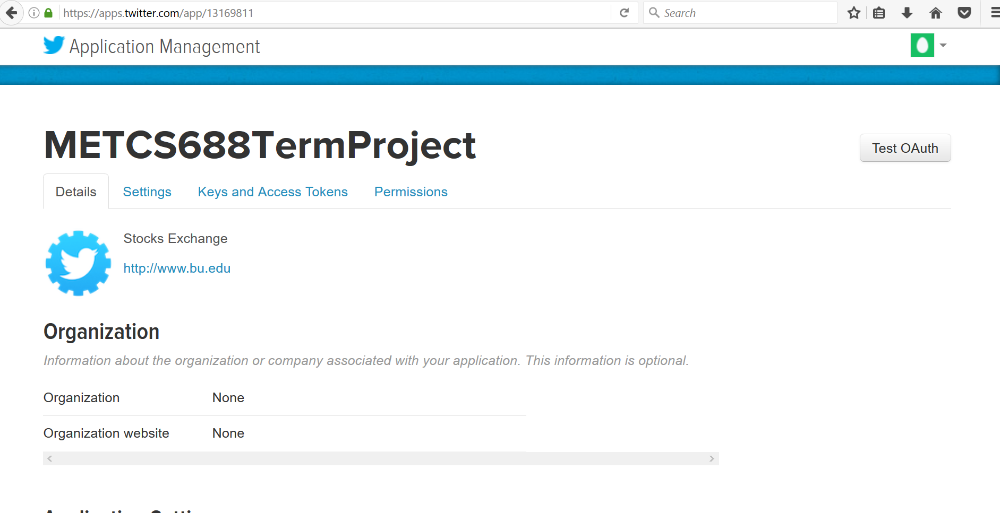 https://apps.twitter.com/app/13169811
Search
Application Management
METCS688TermProject
Test OAuth
Details Settings Keys and Access Tokens Permissions
Stocks Exchange
http://www.bu.edu
Organization
Information about the organization or company associated with your application. This information is optional.
Organization None
Organization website None